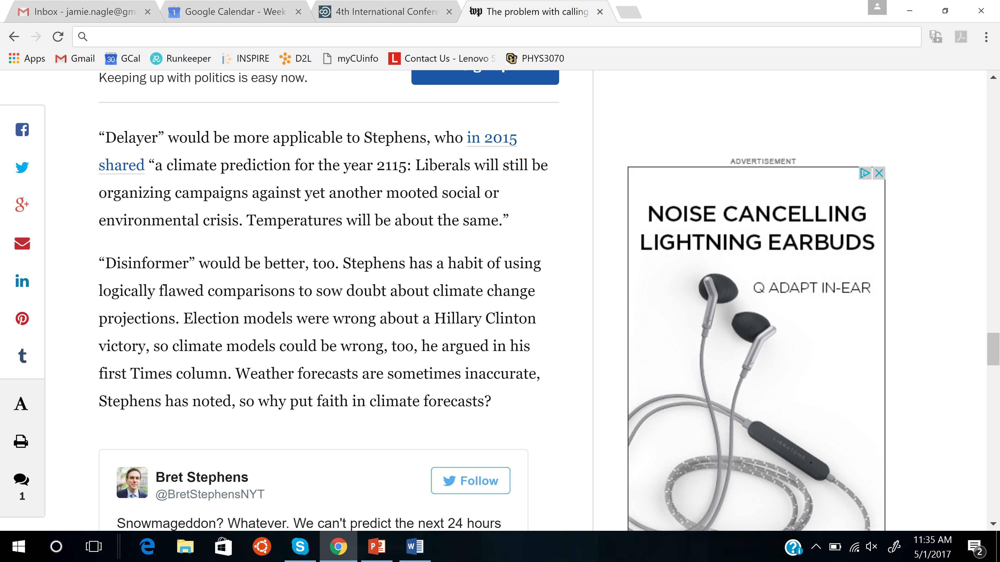 Inbox - jamie.nagle@gma
Google Calendar - Week
4th International Confere
wp The problem with calling
Apps Gmail 30 GCal Runkeeper INSPIRE D2L myCUinfo L Contact Us - Lenovo S CU PHYS3070
Keeping up with politics is easy now.
“Delayer” would be more applicable to Stephens, who in 2015
shared “a climate prediction for the year 2115: Liberals will still be
organizing campaigns against yet another mooted social or
environmental crisis. Temperatures will be about the same.”
“Disinformer” would be better, too. Stephens has a habit of using
logically flawed comparisons to sow doubt about climate change
projections. Election models were wrong about a Hillary Clinton
victory, so climate models could be wrong, too, he argued in his
first Times column. Weather forecasts are sometimes inaccurate,
Stephens has noted, so why put faith in climate forecasts?
Bret Stephens
@BretStephensNYT
Follow
Snowmageddon? Whatever. We can't predict the next 24 hours
g+
in
t
A
1
ADVERTISEMENT
NOISE CANCELLING
LIGHTNING EARBUDS
Q ADAPT IN-EAR
LIBRATONE
11:35 AM
5/1/2017
2